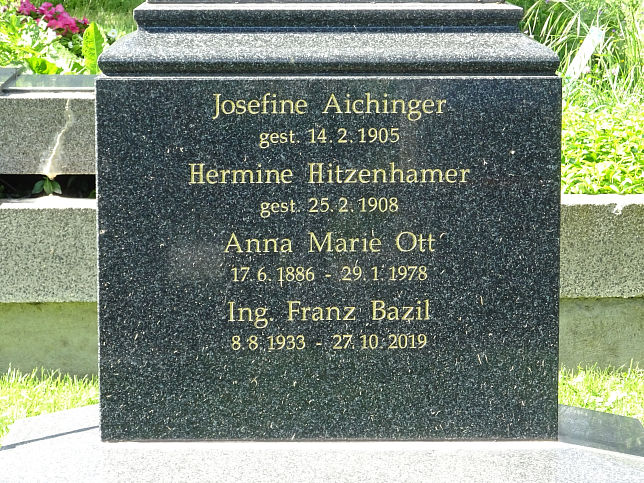 Josefine Aichinger
gest. 14. 2. 1905
Hermine Hitzenhamer
gest. 25. 2. 1908
Anna Marie Ott
17. 6. 1886 - 29. 1. 1978
Ing. Franz Bazil
8. 8. 1933 - 27. 10. 2019